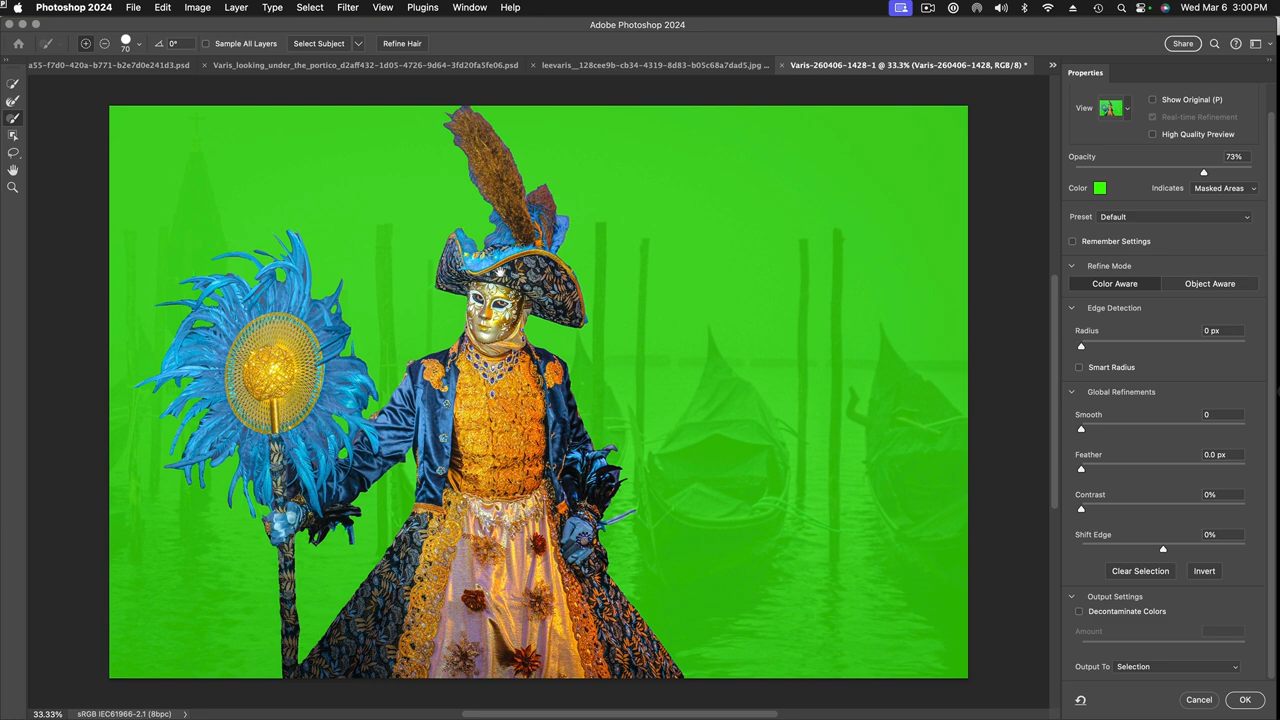 Photoshop 2024 File Edit Image Layer Type Select Filter View Plugins Window Help Wed Mar 6 3:00 PM
Adobe Photoshop 2024
70 0° Sample All Layers Select Subject Refine Hair Share
a55-f7d0-420a-b771-b2e7d0e241d3.psd × Varis_looking_under_the_portico_d2aff432-1d05-4726-9d64-3fd20fa5fe06.psd × leevaris__128cee9b-cb34-4319-8d83-b05c68a7dad5.jpg ... × Varis-260406-1428-1 @ 33.3% (Varis-260406-1428, RGB/8) *
Properties
View
Show Original (P)
Real-time Refinement
High Quality Preview
Opacity 73%
Color Indicates Masked Areas
Preset Default
Remember Settings
Refine Mode
Color Aware Object Aware
Edge Detection
Radius 0 px
Smart Radius
Global Refinements
Smooth 0
Feather 0.0 px
Contrast 0%
Shift Edge 0%
Clear Selection Invert
Output Settings
Decontaminate Colors
Amount
Output To Selection
Cancel OK
33.33% sRGB IEC61966-2.1 (8bpc)